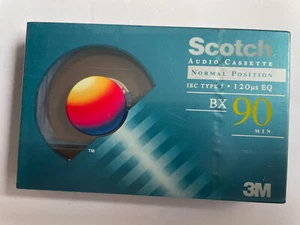 Scotch
AUDIO CASSETTE
NORMAL POSITION
IEC TYPE I • 120µs EQ
BX 90
MIN
TM
3M